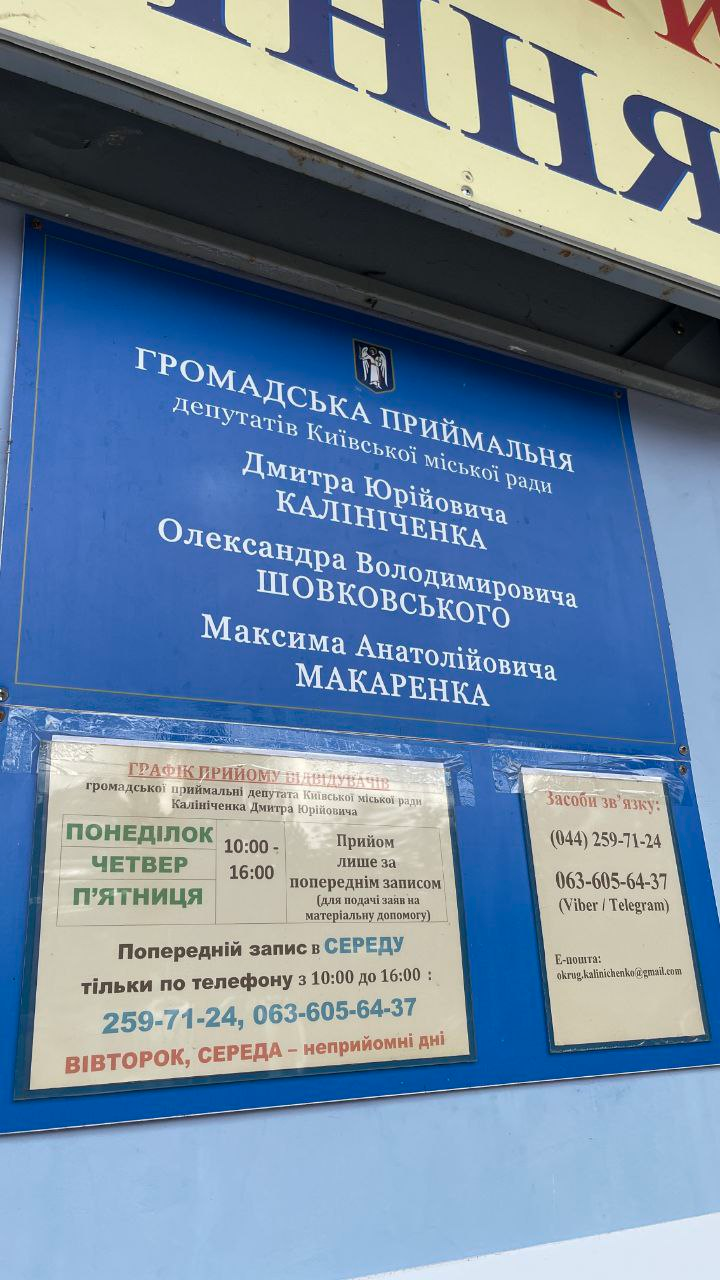 ННЯ
ГРОМАДСЬКА ПРИЙМАЛЬНЯ
депутатів Київської міської ради
Дмитра Юрійовича
КАЛІНІЧЕНКА
Олександра Володимировича
ШОВКОВСЬКОГО
Максима Анатолійовича
МАКАРЕНКА
ГРАФІК ПРИЙОМУ ВІДВІДУВАЧІВ
громадської приймальні депутата Київської міської ради
Калініченка Дмитра Юрійовича
ПОНЕДІЛОК
ЧЕТВЕР
П'ЯТНИЦЯ
10:00 -
16:00
Прийом
лише за
попереднім записом
(для подачі заяв на
матеріальну допомогу)
Попередній запис в СЕРЕДУ
тільки по телефону з 10:00 до 16:00 :
259-71-24, 063-605-64-37
ВІВТОРОК, СЕРЕДА – неприйомні дні
Засоби зв'язку:
(044) 259-71-24
063-605-64-37
(Viber / Telegram)
Е-пошта:
okrug.kalinichenko@gmail.com